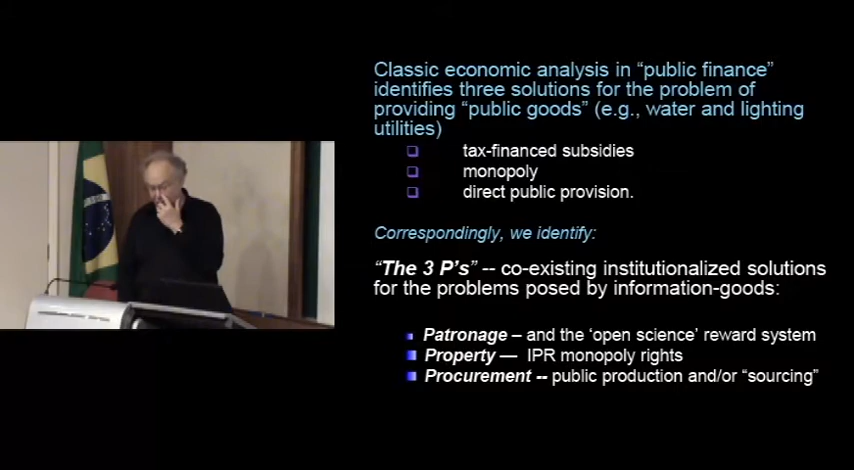 Classic economic analysis in “public finance”
identifies three solutions for the problem of
providing “public goods” (e.g., water and lighting
utilities)
tax-financed subsidies
monopoly
direct public provision.
Correspondingly, we identify:
“The 3 P’s” -- co-existing institutionalized solutions
for the problems posed by information-goods:
Patronage – and the ‘open science’ reward system
Property — IPR monopoly rights
Procurement -- public production and/or “sourcing”